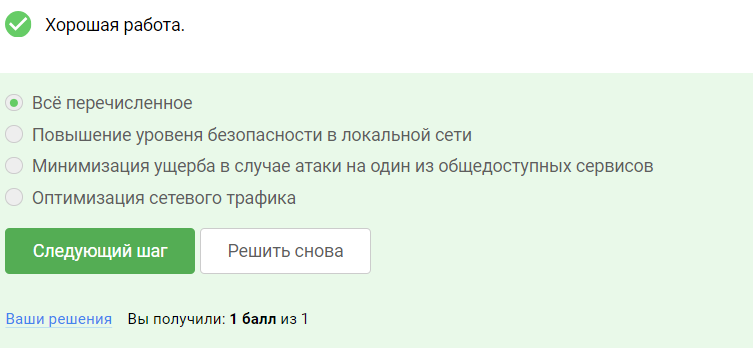 Хорошая работа.
Всё перечисленное
Повышение уровеня безопасности в локальной сети
Минимизация ущерба в случае атаки на один из общедоступных сервисов
Оптимизация сетевого трафика
Следующий шаг Решить снова
Ваши решения Вы получили: 1 балл из 1